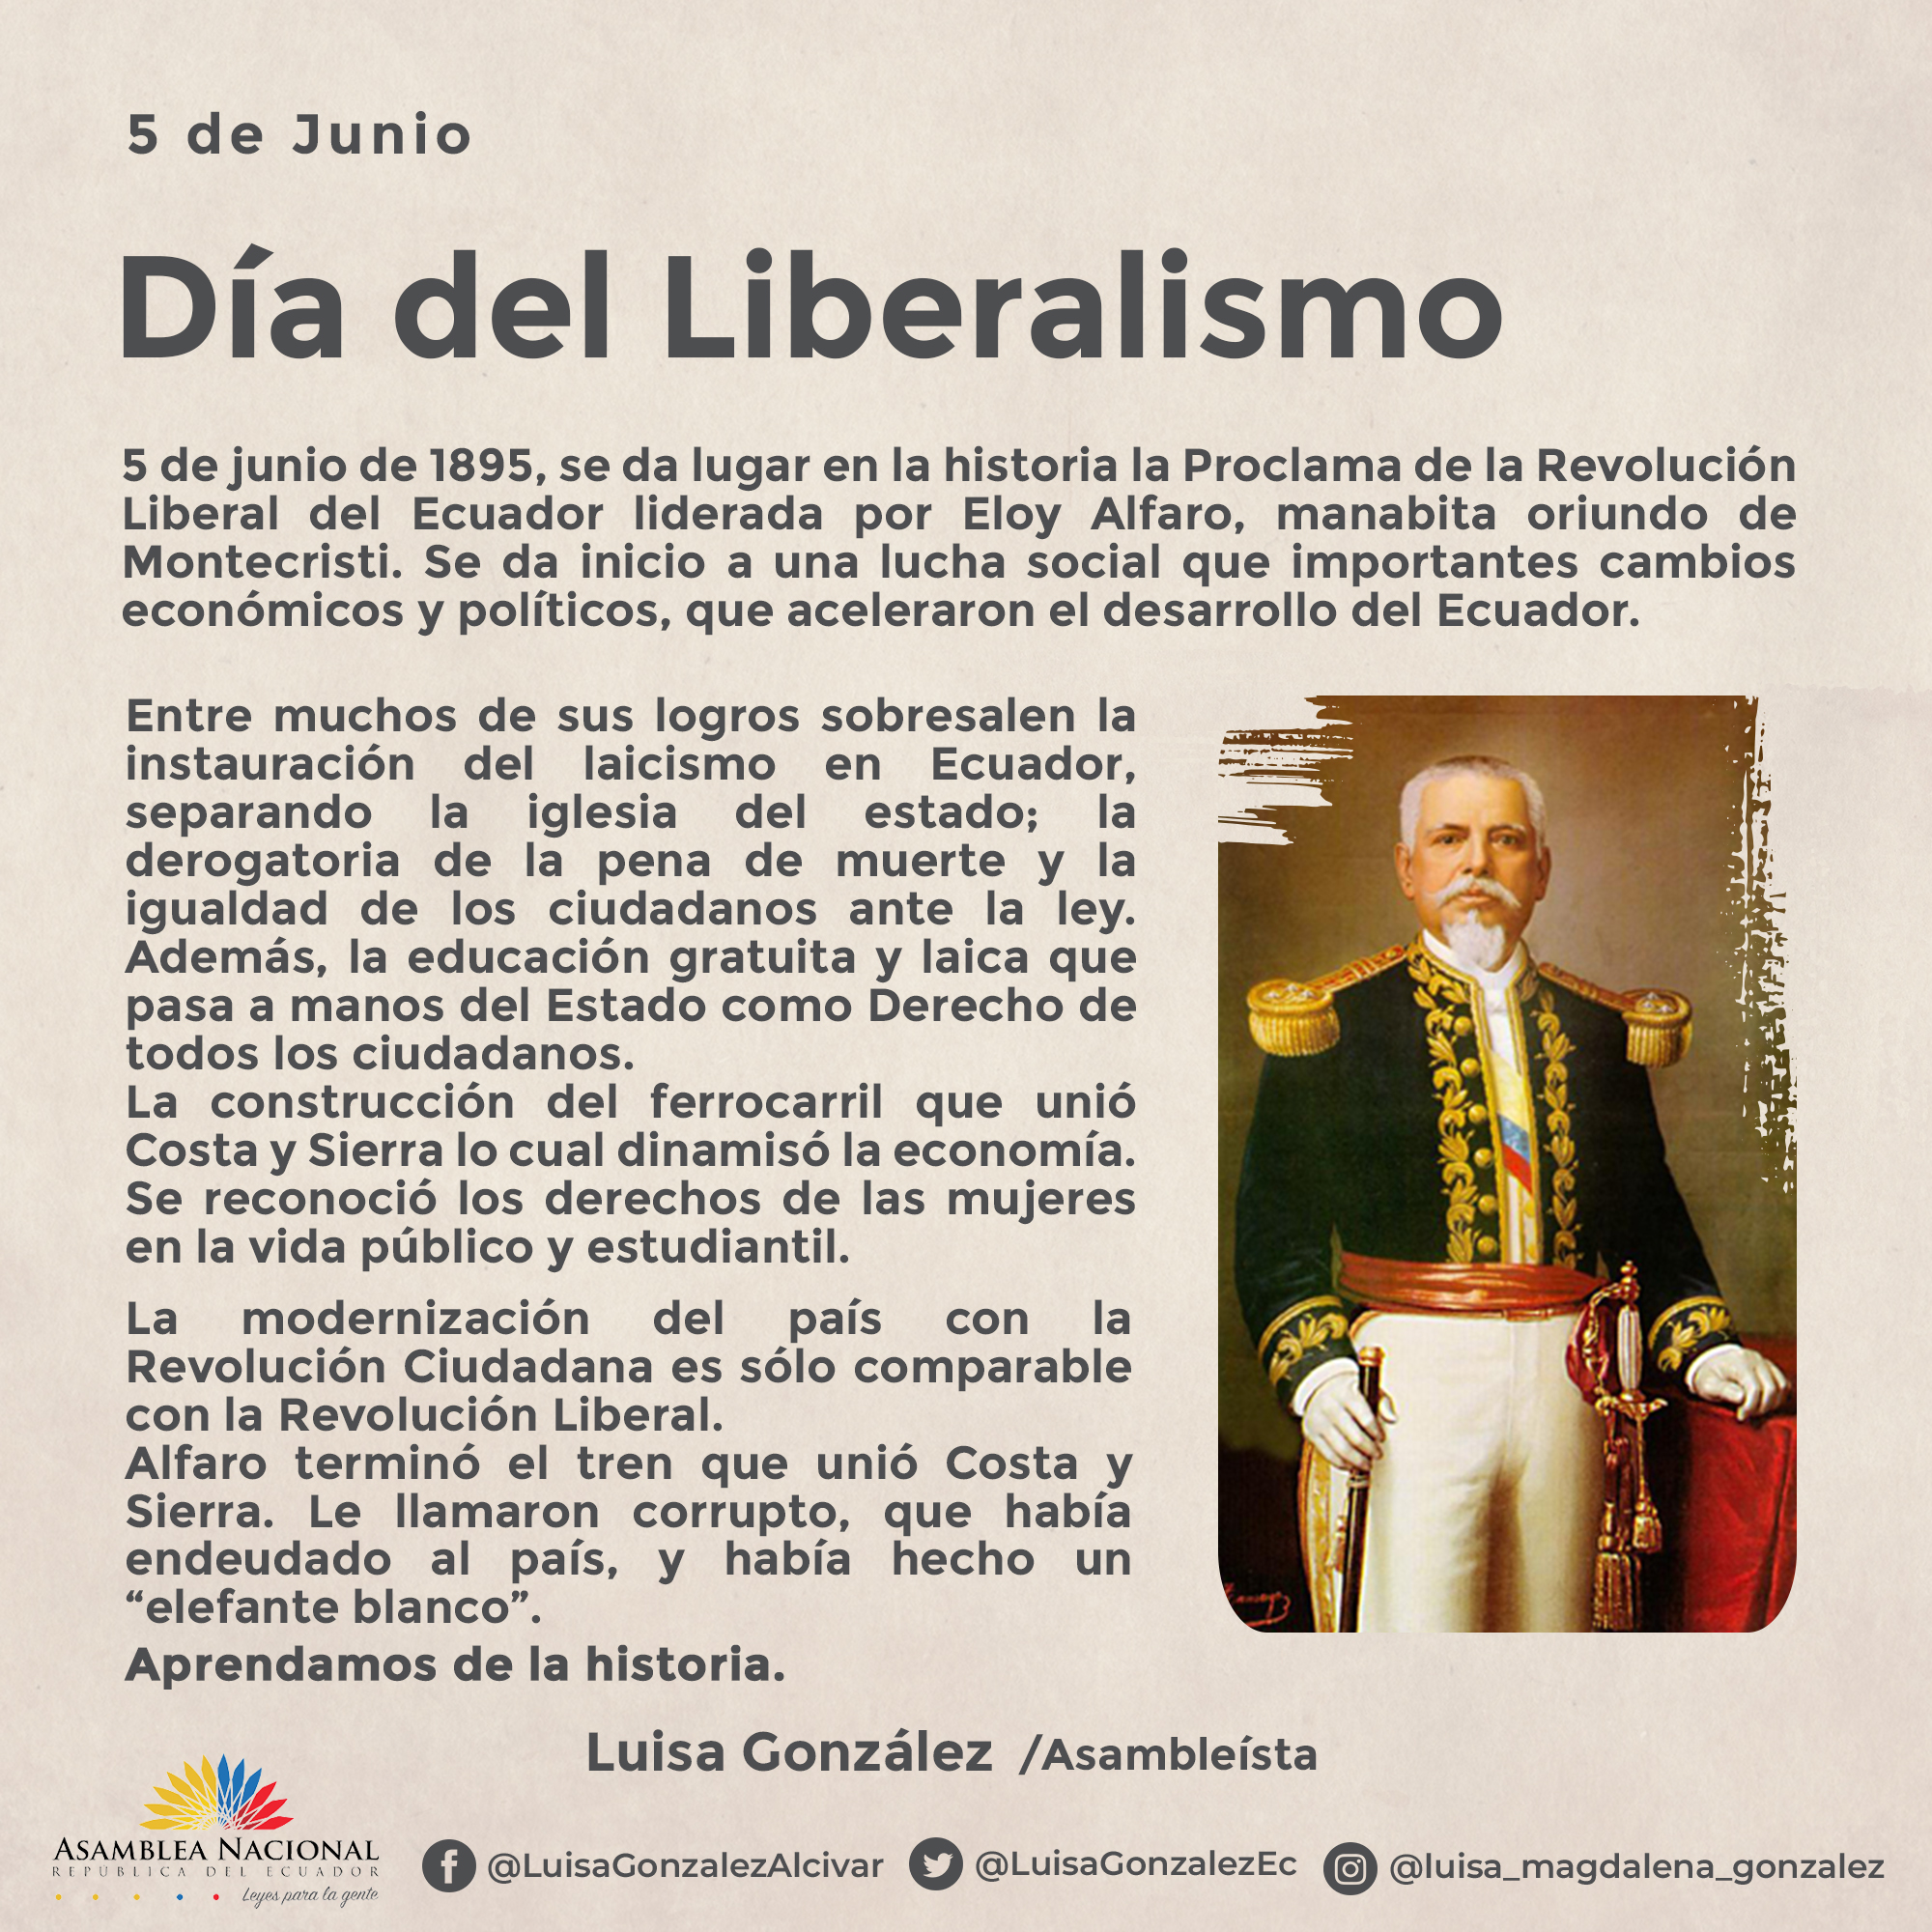 5 de Junio
Día del Liberalismo
5 de junio de 1895, se da lugar en la historia la Proclama de la Revolución
Liberal del Ecuador liderada por Eloy Alfaro, manabita oriundo de
Montecristi. Se da inicio a una lucha social que importantes cambios
económicos y políticos, que aceleraron el desarrollo del Ecuador.
Entre muchos de sus logros sobresalen la
instauración del laicismo en Ecuador,
separando la iglesia del estado; la
derogatoria de la pena de muerte y la
igualdad de los ciudadanos ante la ley.
Además, la educación gratuita y laica que
pasa a manos del Estado como Derecho de
todos los ciudadanos.
La construcción del ferrocarril que unió
Costa y Sierra lo cual dinamisó la economía.
Se reconoció los derechos de las mujeres
en la vida público y estudiantil.
La modernización del país con la
Revolución Ciudadana es sólo comparable
con la Revolución Liberal.
Alfaro terminó el tren que unió Costa y
Sierra. Le llamaron corrupto, que había
endeudado al país, y había hecho un
“elefante blanco”.
Aprendamos de la historia.
Luisa González /Asambleísta
ASAMBLEA NACIONAL
REPÚBLICA DEL ECUADOR
Leyes para la gente
@LuisaGonzalezAlcivar
@LuisaGonzalezEc
@luisa_magdalena_gonzalez